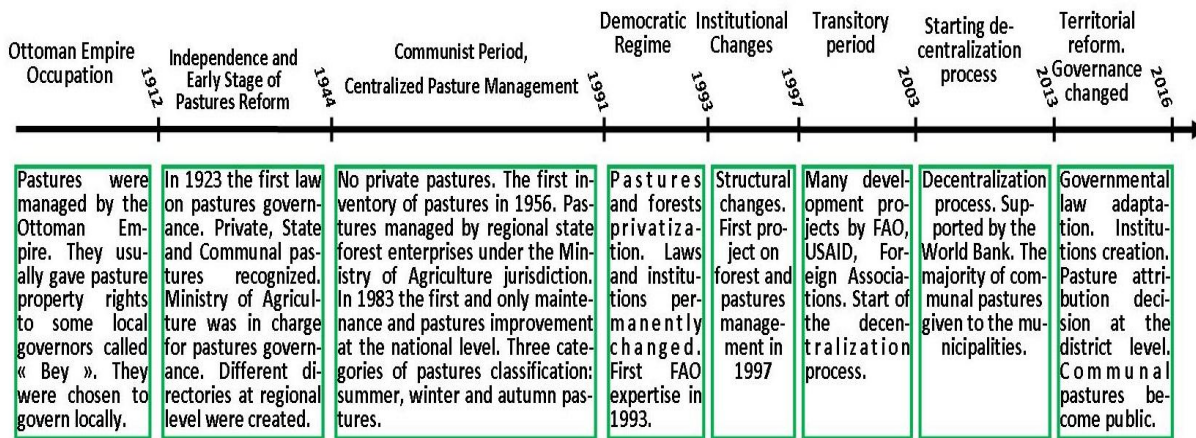 Ottoman Empire
Occupation
1912
Independence and
Early Stage of
Pastures Reform
1944
Communist Period,
Centralized Pasture Management
1991
Democratic
Regime
1993
Institutional
Changes
1997
Transitory
period
2003
Starting de-
centralization
process
2013
Territorial
reform.
Governance
changed
2016
Pastures were
managed by the
Ottoman Em-
pire. They usu-
ally gave pasture
property rights
to some local
governors called
« Bey ». They
were chosen to
govern locally.
In 1923 the first law
on pastures govern-
ance. Private, State
and Communal pas-
tures recognized.
Ministry of Agricul-
ture was in charge
for pastures govern-
ance. Different di-
rectories at regional
level were created.
No private pastures. The first in-
ventory of pastures in 1956. Pas-
tures managed by regional state
forest enterprises under the Min-
istry of Agriculture jurisdiction.
In 1983 the first and only mainte-
nance and pastures improvement
at the national level. Three cate-
gories of pastures classification:
summer, winter and autumn pas-
tures.
Pastures
and forests
privatiza-
tion. Laws
and institu-
tions per-
manently
changed.
First FAO
expertise in
1993.
Structural
changes.
First pro-
ject on
forest and
pastures
manage-
ment in
1997
Many devel-
opment pro-
jects by FAO,
USAID, For-
eign Associa-
tions. Start of
the decen-
tralization
process.
Decentralization
process. Sup-
ported by the
World Bank. The
majority of com-
munal pastures
given to the mu-
nicipalities.
Governmental
law adapta-
tion. Institu-
tions creation.
Pasture attri-
bution deci-
sion at the
district level.
Communal
pastures be-
come public.